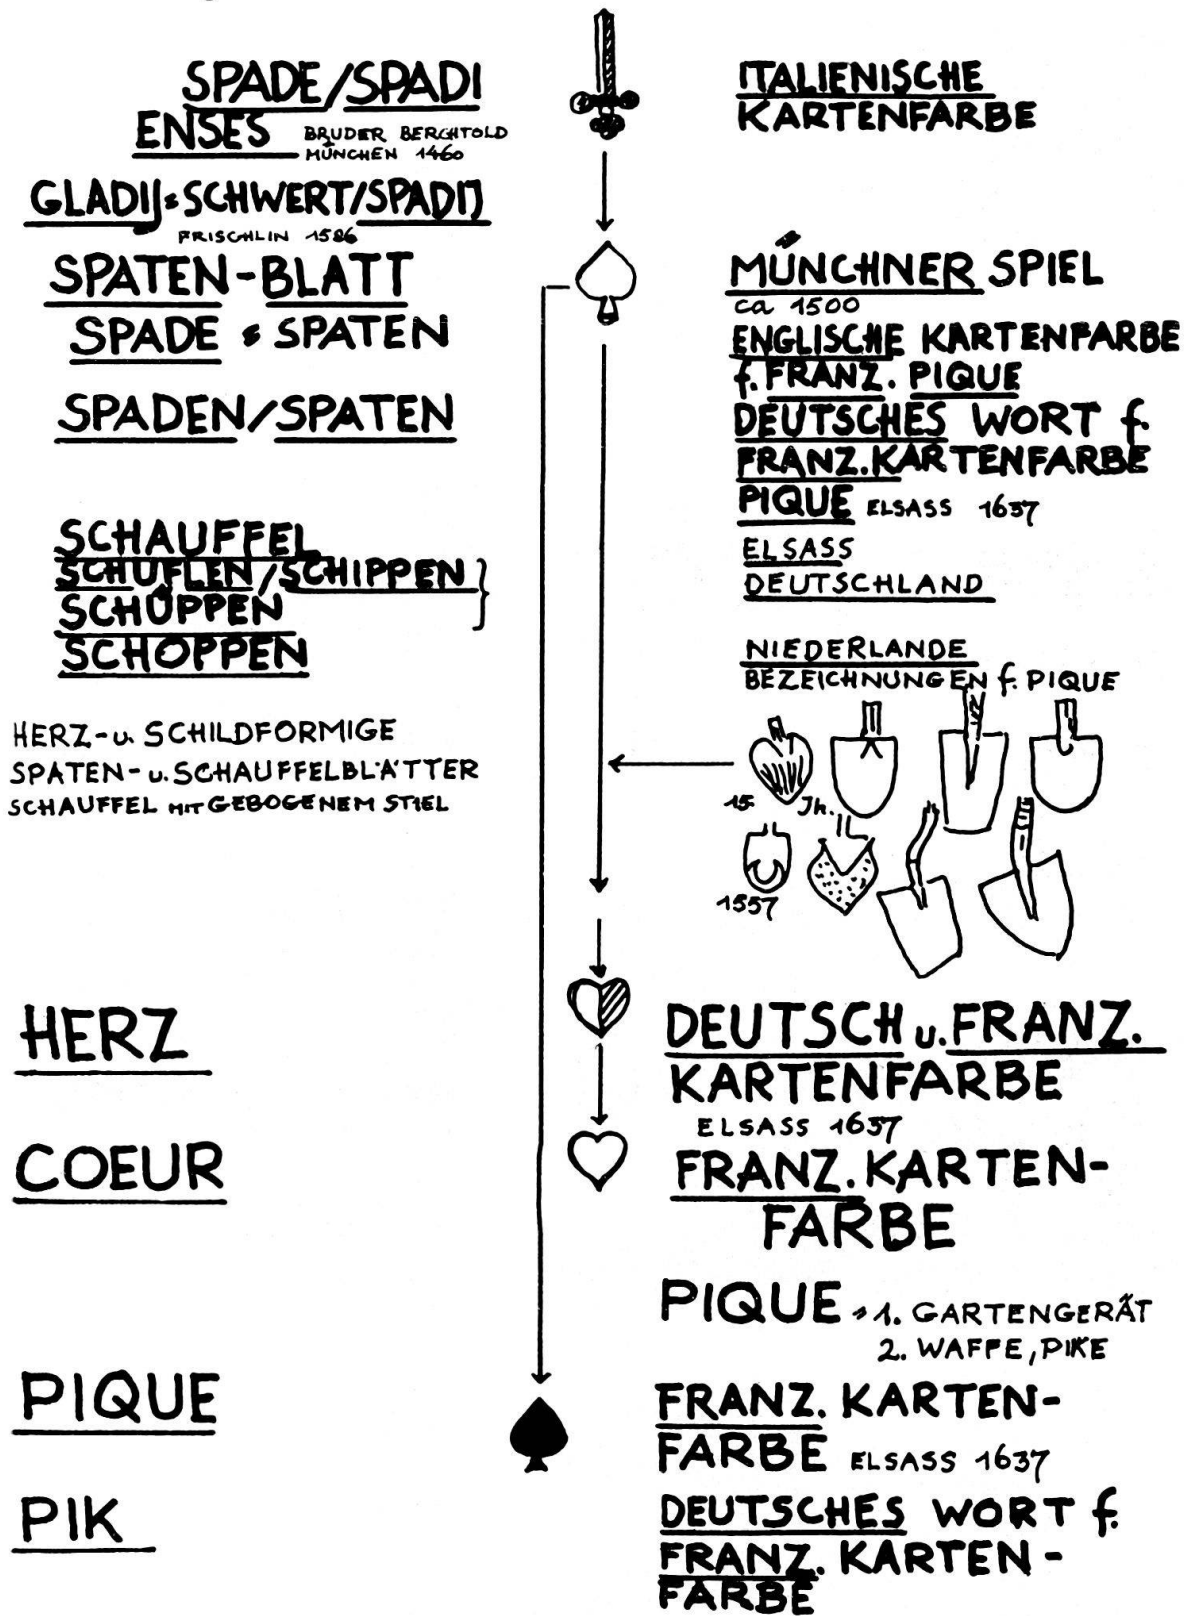 SPADE/SPADI
ENSES BRUDER BERCHTOLD
MÜNCHEN 1460
GLADIJ=SCHWERT/SPADIJ
FRISCHLIN 1586
SPATEN-BLATT
SPADE = SPATEN
SPADEN/SPATEN
SCHAUFFEL
SCHUFLEN/SCHIPPEN
SCHÜPPEN
SCHOPPEN
HERZ-u. SCHILDFORMIGE
SPATEN-u. SCHAUFFELBLÄTTER
SCHAUFFEL MIT GEBOGENEM STIEL
HERZ
COEUR
PIQUE
PIK
ITALIENISCHE
KARTENFARBE
MÜNCHNER SPIEL
ca 1500
ENGLISCHE KARTENFARBE
f. FRANZ. PIQUE
DEUTSCHES WORT f.
FRANZ. KARTENFARBE
PIQUE ELSASS 1637
ELSASS
DEUTSCHLAND
NIEDERLANDE
BEZEICHNUNGEN f. PIQUE
15. Jh.
1557
DEUTSCH u. FRANZ.
KARTENFARBE
ELSASS 1637
FRANZ. KARTEN-
FARBE
PIQUE = 1. GARTENGERÄT
2. WAFFE, PIKE
FRANZ. KARTEN-
FARBE ELSASS 1637
DEUTSCHES WORT f.
FRANZ. KARTEN-
FARBE